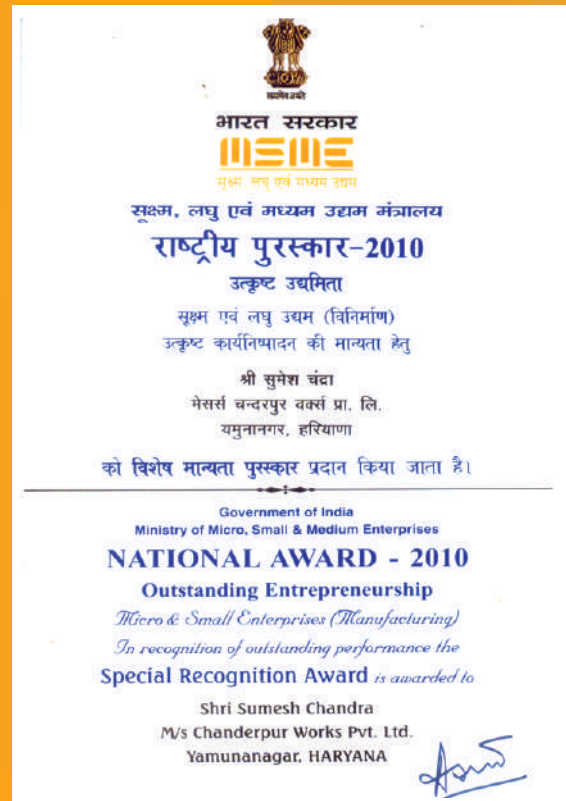 सत्यमेव जयते
भारत सरकार
MSME
सूक्ष्म, लघु एवं मध्यम उद्यम
सूक्ष्म, लघु एवं मध्यम उद्यम मंत्रालय
राष्ट्रीय पुरस्कार-2010
उत्कृष्ट उद्यमिता
सूक्ष्म एवं लघु उद्यम (विनिर्माण)
उत्कृष्ट कार्यनिष्पादन की मान्यता हेतु
श्री सुमेश चंद्रा
मेसर्स चन्दरपुर वर्क्स प्रा. लि.
यमुनानगर, हरियाणा
को विशेष मान्यता पुरस्कार प्रदान किया जाता है।
Government of India
Ministry of Micro, Small & Medium Enterprises
NATIONAL AWARD - 2010
Outstanding Entrepreneurship
Micro & Small Enterprises (Manufacturing)
In recognition of outstanding performance the
Special Recognition Award is awarded to
Shri Sumesh Chandra
M/s Chanderpur Works Pvt. Ltd.
Yamunanagar, HARYANA